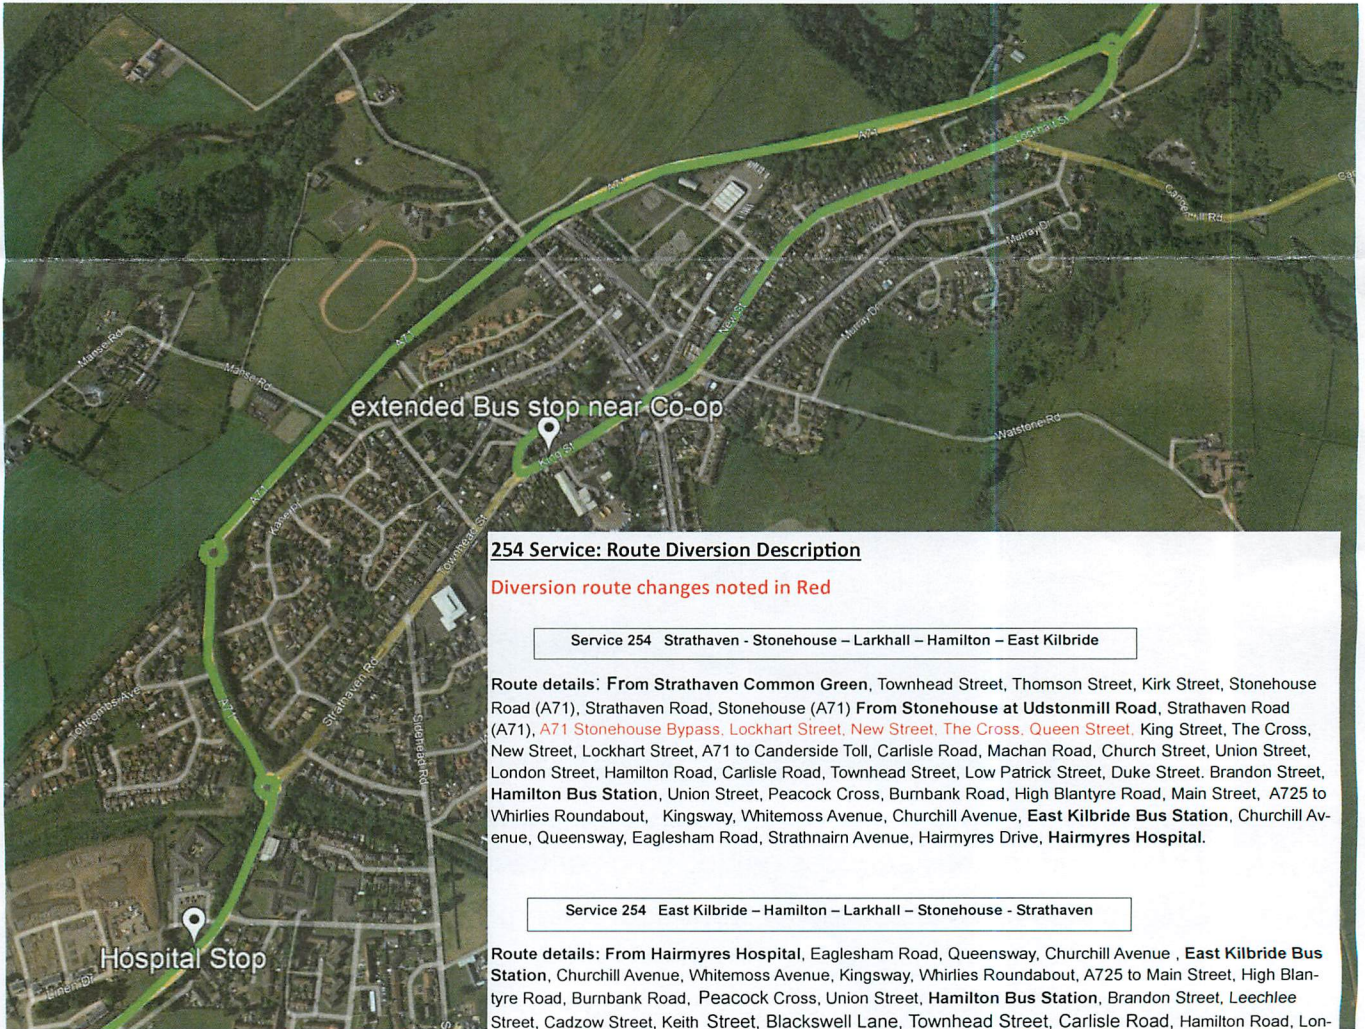 A71
Lockhart St
A71
Canderside Rd
Murray Dr
Manse Rd
Manse Rd
A71
New St
Murray Dr
extended Bus stop near Co-op
Watstone Rd
King St
A71
Townhead St
254 Service: Route Diversion Description
Diversion route changes noted in Red
Service 254 Strathaven - Stonehouse – Larkhall – Hamilton – East Kilbride
Route details: From Strathaven Common Green, Townhead Street, Thomson Street, Kirk Street, Stonehouse
Road (A71), Strathaven Road, Stonehouse (A71) From Stonehouse at Udstonmill Road, Strathaven Road
(A71), A71 Stonehouse Bypass, Lockhart Street, New Street, The Cross, Queen Street, King Street, The Cross,
New Street, Lockhart Street, A71 to Canderside Toll, Carlisle Road, Machan Road, Church Street, Union Street,
London Street, Hamilton Road, Carlisle Road, Townhead Street, Low Patrick Street, Duke Street. Brandon Street,
Hamilton Bus Station, Union Street, Peacock Cross, Burnbank Road, High Blantyre Road, Main Street, A725 to
Whirlies Roundabout, Kingsway, Whitemoss Avenue, Churchill Avenue, East Kilbride Bus Station, Churchill Av-
enue, Queensway, Eaglesham Road, Strathnairn Avenue, Hairmyres Drive, Hairmyres Hospital.
Strathaven Rd
Sidehead Rd
A71
Service 254 East Kilbride – Hamilton – Larkhall – Stonehouse - Strathaven
Hospital Stop
Route details: From Hairmyres Hospital, Eaglesham Road, Queensway, Churchill Avenue , East Kilbride Bus
Station, Churchill Avenue, Whitemoss Avenue, Kingsway, Whirlies Roundabout, A725 to Main Street, High Blan-
tyre Road, Burnbank Road, Peacock Cross, Union Street, Hamilton Bus Station, Brandon Street, Leechlee
Street, Cadzow Street, Keith Street, Blackswell Lane, Townhead Street, Carlisle Road, Hamilton Road, Lon-
Linen Dr